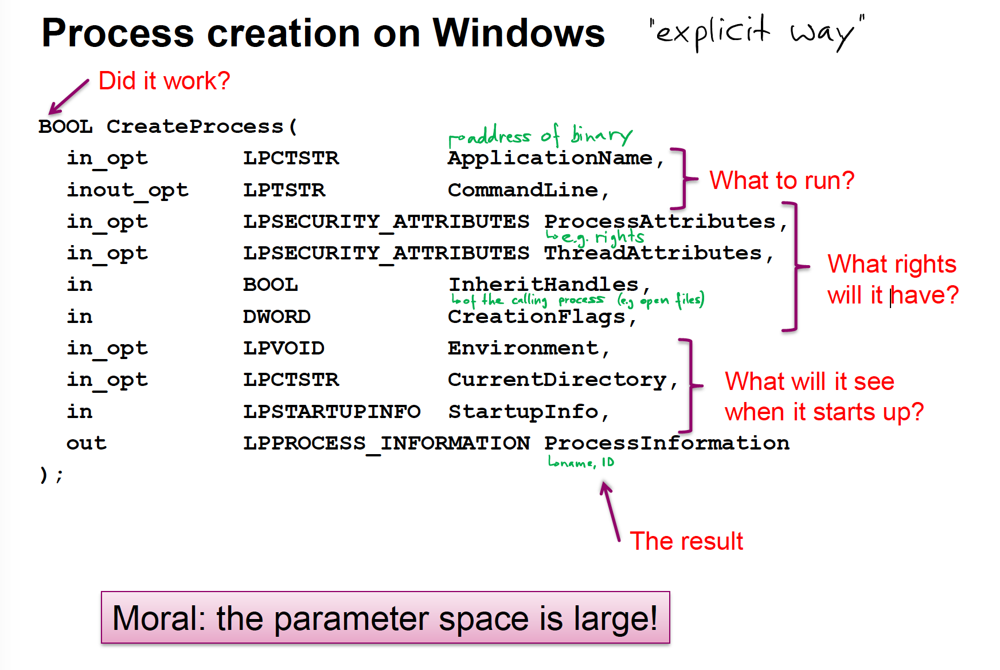 Process creation on Windows "explicit way"
Did it work?
BOOL CreateProcess(
↳address of binary
in_opt LPCTSTR ApplicationName,
What to run?
inout_opt LPTSTR CommandLine,
in_opt LPSECURITY_ATTRIBUTES ProcessAttributes,
↳e.g. rights
in_opt LPSECURITY_ATTRIBUTES ThreadAttributes,
What rights
will it have?
in BOOL InheritHandles,
↳of the calling process (e.g open files)
in DWORD CreationFlags,
in_opt LPVOID Environment,
in_opt LPCTSTR CurrentDirectory,
What will it see
when it starts up?
in LPSTARTUPINFO StartupInfo,
out LPPROCESS_INFORMATION ProcessInformation
↳name, ID
);
The result
Moral: the parameter space is large!